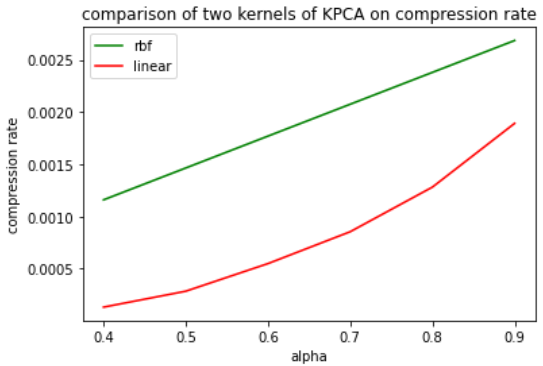 comparison of two kernels of KPCA on compression rate
rbf
linear
compression rate
0.0025
0.0020
0.0015
0.0010
0.0005
0.4 0.5 0.6 0.7 0.8 0.9
alpha